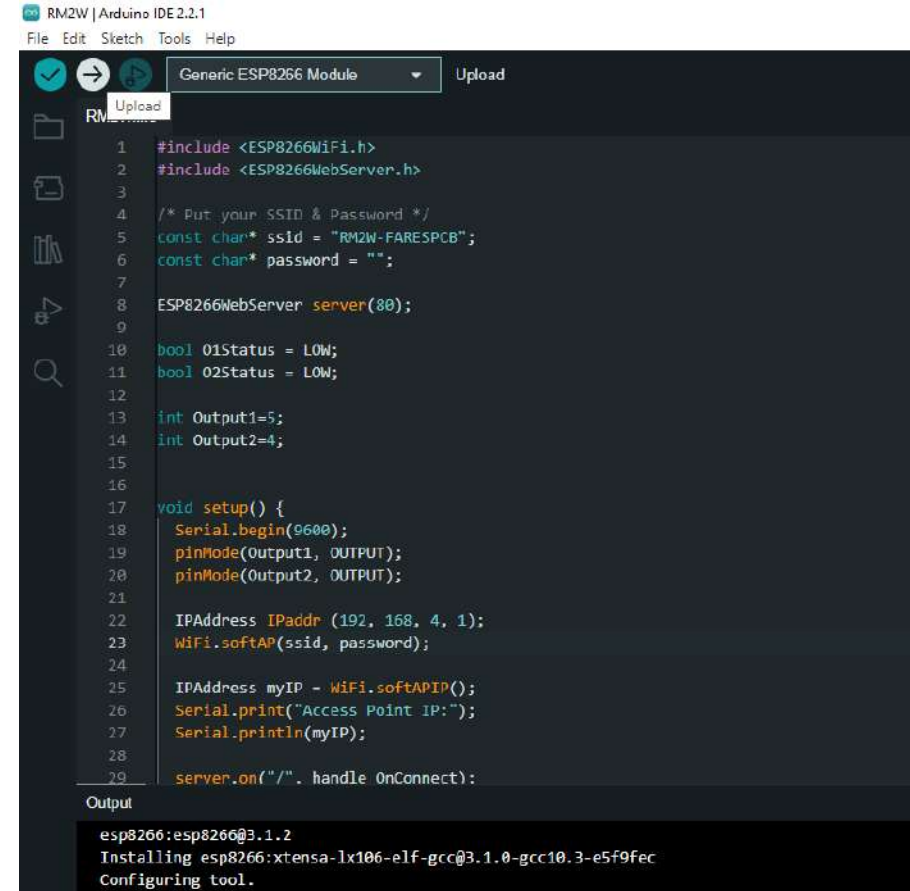 RM2W | Arduino IDE 2.2.1
File Edit Sketch Tools Help
Generic ESP8266 Module
Upload
Upload
1 #include <ESP8266WiFi.h>
2 #include <ESP8266WebServer.h>
3
4 /* Put your SSID & Password */
5 const char* ssid = "RM2W-FARESPCB";
6 const char* password = "";
7
8 ESP8266WebServer server(80);
9
10 bool O1Status = LOW;
11 bool O2Status = LOW;
12
13 int Output1=5;
14 int Output2=4;
15
16
17 void setup() {
18 Serial.begin(9600);
19 pinMode(Output1, OUTPUT);
20 pinMode(Output2, OUTPUT);
21
22 IPAddress IPaddr (192, 168, 4, 1);
23 WiFi.softAP(ssid, password);
24
25 IPAddress myIP = WiFi.softAPIP();
26 Serial.print("Access Point IP:");
27 Serial.println(myIP);
28
29 server.on("/", handle_OnConnect);
Output
esp8266:esp8266@3.1.2
Installing esp8266:xtensa-lx106-elf-gcc@3.1.0-gcc10.3-e5f9fec
Configuring tool.